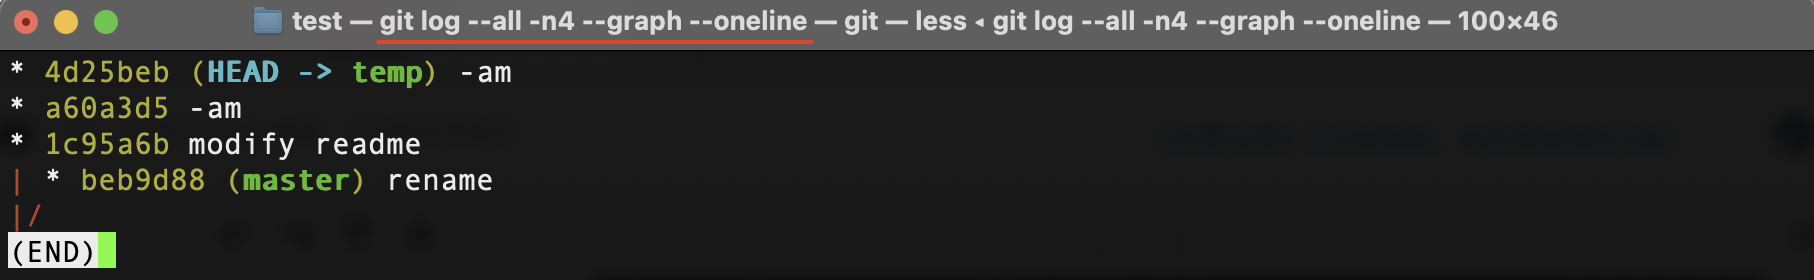 test — git log --all -n4 --graph --oneline — git — less ◂ git log --all -n4 --graph --oneline — 100×46
* 4d25beb (HEAD -> temp) -am
* a60a3d5 -am
* 1c95a6b modify readme
| * beb9d88 (master) rename
|/
(END)